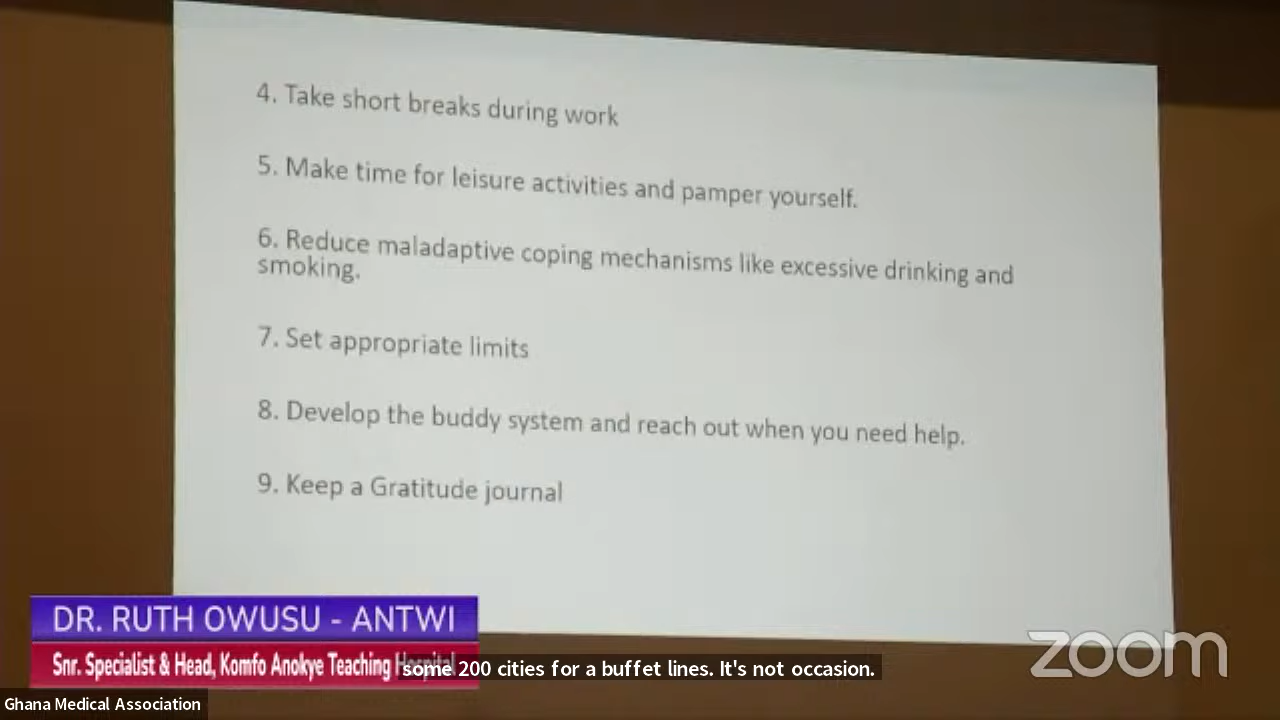 4. Take short breaks during work
5. Make time for leisure activities and pamper yourself.
6. Reduce maladaptive coping mechanisms like excessive drinking and
smoking.
7. Set appropriate limits
8. Develop the buddy system and reach out when you need help.
9. Keep a Gratitude journal
DR. RUTH OWUSU - ANTWI
Snr. Specialist & Head, Komfo Anokye Teaching Hospital
some 200 cities for a buffet lines. It's not occasion.
zoom
Ghana Medical Association